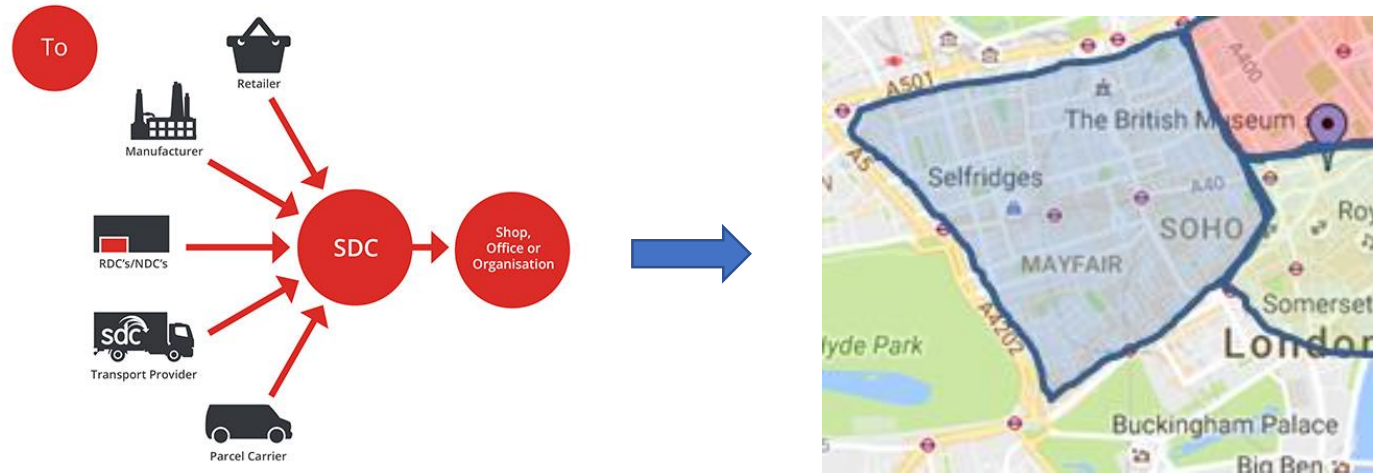 To
Retailer
Manufacturer
RDC's/NDC's
sdc
Transport Provider
Parcel Carrier
SDC
Shop,
Office or
Organisation
A501
A400
The British Museum
A5
Selfridges
A40
SOHO
Roy
MAYFAIR
Somerset
A4202
London
Hyde Park
Buckingham Palace
Big Ben